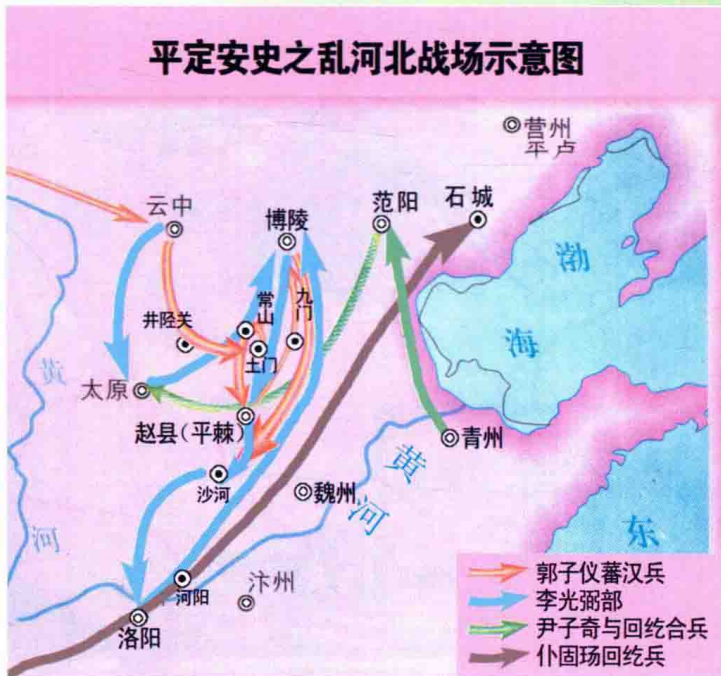 平定安史之乱河北战场示意图
营州
平卢
云中
博陵
范阳
石城
渤
海
常山
九门
井陉关
土门
黄
河
太原
赵县(平棘)
青州
沙河
魏州
黄
河
东
河阳
汴州
洛阳
郭子仪蕃汉兵
李光弼部
尹子奇与回纥合兵
仆固玚回纥兵